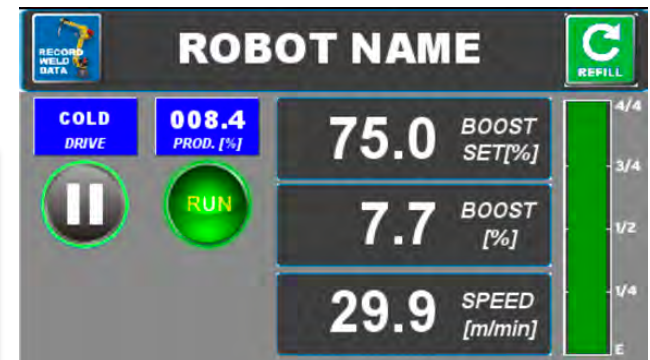 RECORD
WELD
DATA
ROBOT NAME
REFILL
COLD
DRIVE
008.4
PROD. [%]
RUN
75.0
BOOST
SET[%]
7.7
BOOST
[%]
29.9
SPEED
[m/min]
4/4
3/4
1/2
1/4
E